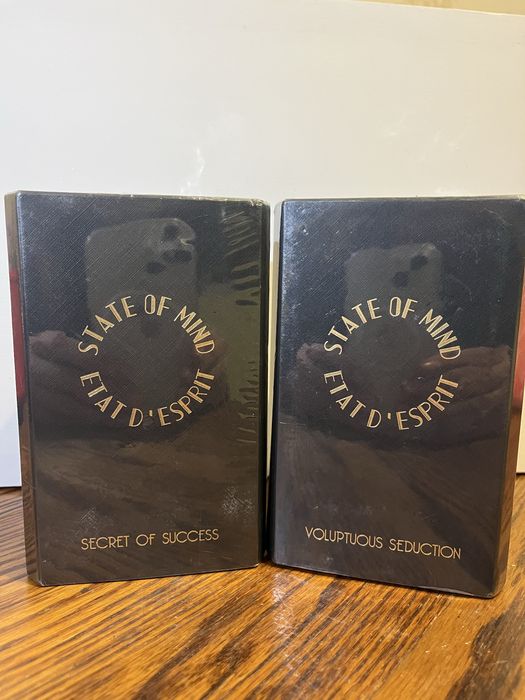 STATE OF MIND
ETAT D'ESPRIT
SECRET OF SUCCESS
STATE OF MIND
ETAT D'ESPRIT
VOLUPTUOUS SEDUCTION